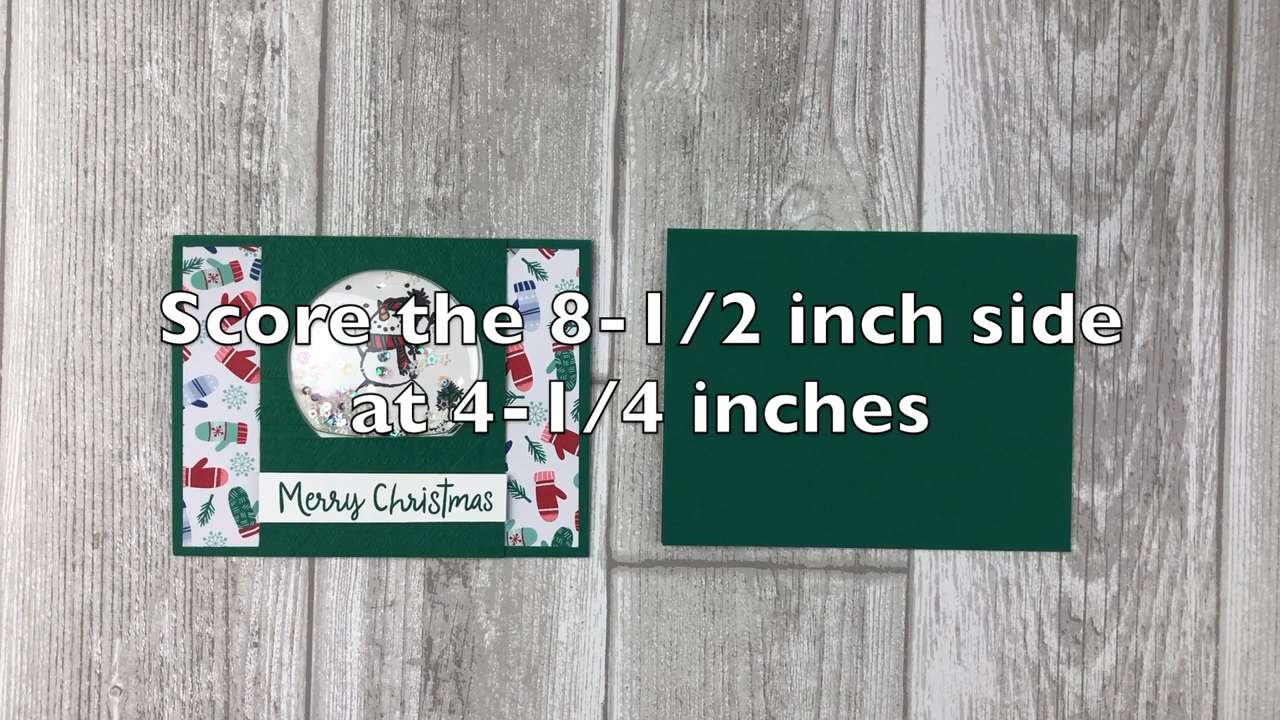 Score the 8-1/2 inch side
at 4-1/4 inches
Merry Christmas